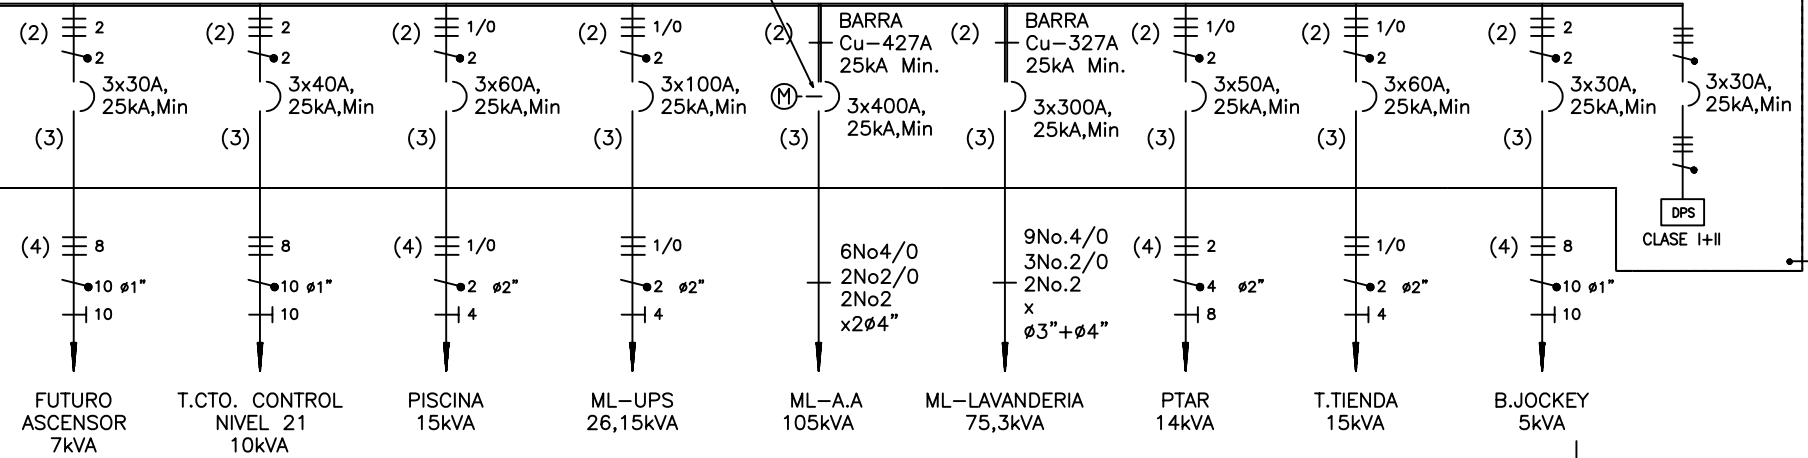 (2) 2
2
3x30A,
25kA,Min
(3)
(4) 8
10 ø1"
10
FUTURO
ASCENSOR
7kVA
(2) 2
2
3x40A,
25kA,Min
(3)
8
10 ø1"
10
T.CTO. CONTROL
NIVEL 21
10kVA
(2) 1/0
2
3x60A,
25kA,Min
(3)
(4) 1/0
2 ø2"
4
PISCINA
15kVA
(2) 1/0
2
3x100A,
25kA,Min
(3)
1/0
2 ø2"
4
ML-UPS
26,15kVA
(2) BARRA
Cu-427A
25kA Min.
M
3x400A,
25kA,Min
(3)
6No4/0
2No2/0
2No2
x2ø4"
ML-A.A
105kVA
(2) BARRA
Cu-327A
25kA Min.
3x300A,
25kA,Min
(3)
9No.4/0
3No.2/0
2No.2
x
ø3"+ø4"
ML-LAVANDERIA
75,3kVA
(2) 1/0
2
3x50A,
25kA,Min
(3)
(4) 2
4 ø2"
8
PTAR
14kVA
(2) 1/0
2
3x60A,
25kA,Min
(3)
1/0
2 ø2"
4
T.TIENDA
15kVA
(2) 2
2
3x30A,
25kA,Min
(3)
(4) 8
10 ø1"
10
B.JOCKEY
5kVA
3x30A,
25kA,Min
DPS
CLASE I+II